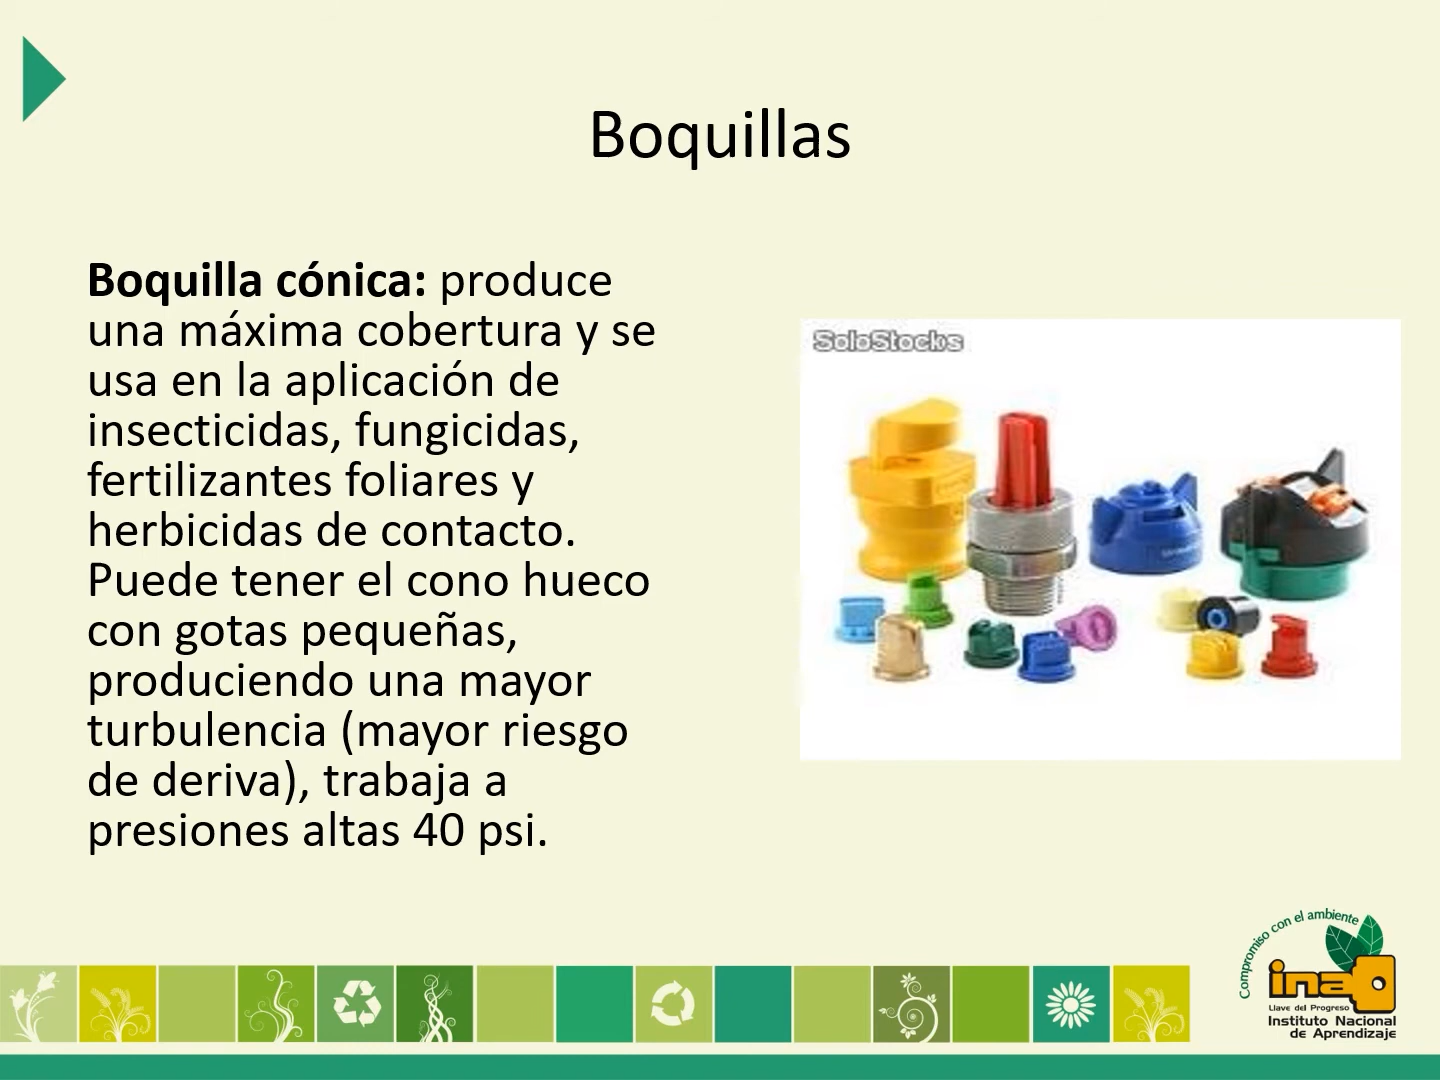 Boquillas
Boquilla cónica: produce
una máxima cobertura y se
usa en la aplicación de
insecticidas, fungicidas,
fertilizantes foliares y
herbicidas de contacto.
Puede tener el cono hueco
con gotas pequeñas,
produciendo una mayor
turbulencia (mayor riesgo
de deriva), trabaja a
presiones altas 40 psi.
SoloStocks
Compromiso con el ambiente
ina
Llave del Progreso
Instituto Nacional
de Aprendizaje